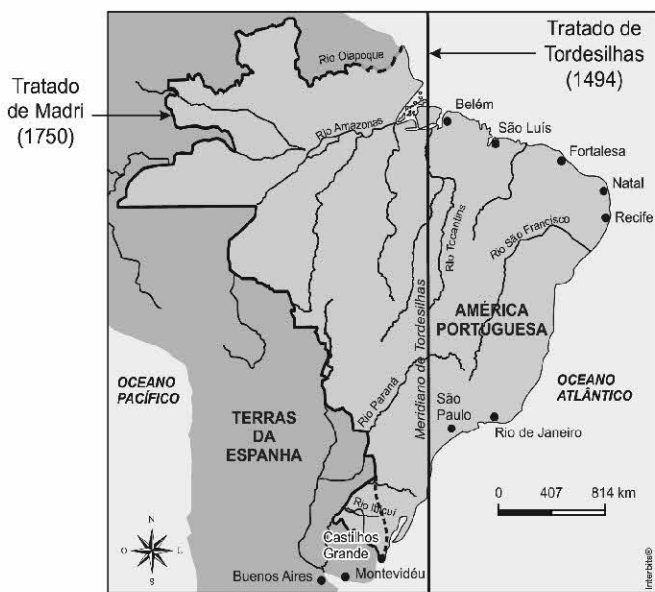 Tratado de
Tordesilhas
(1494)
Tratado
de Madri
(1750)
Rio Oiapoque
Belém
São Luís
Rio Amazonas
Fortalesa
Natal
Recife
Rio Tocantins
Rio São Francisco
Meridiano de Tordesilhas
AMÉRICA
PORTUGUESA
OCEANO
PACÍFICO
OCEANO
ATLÂNTICO
TERRAS
DA
ESPANHA
Rio Paraná
São
Paulo
Rio de Janeiro
0 407 814 km
Rio Ibicuí
Castilhos
Grande
N
O L
S
Buenos Aires
Montevidéu
Interbits®